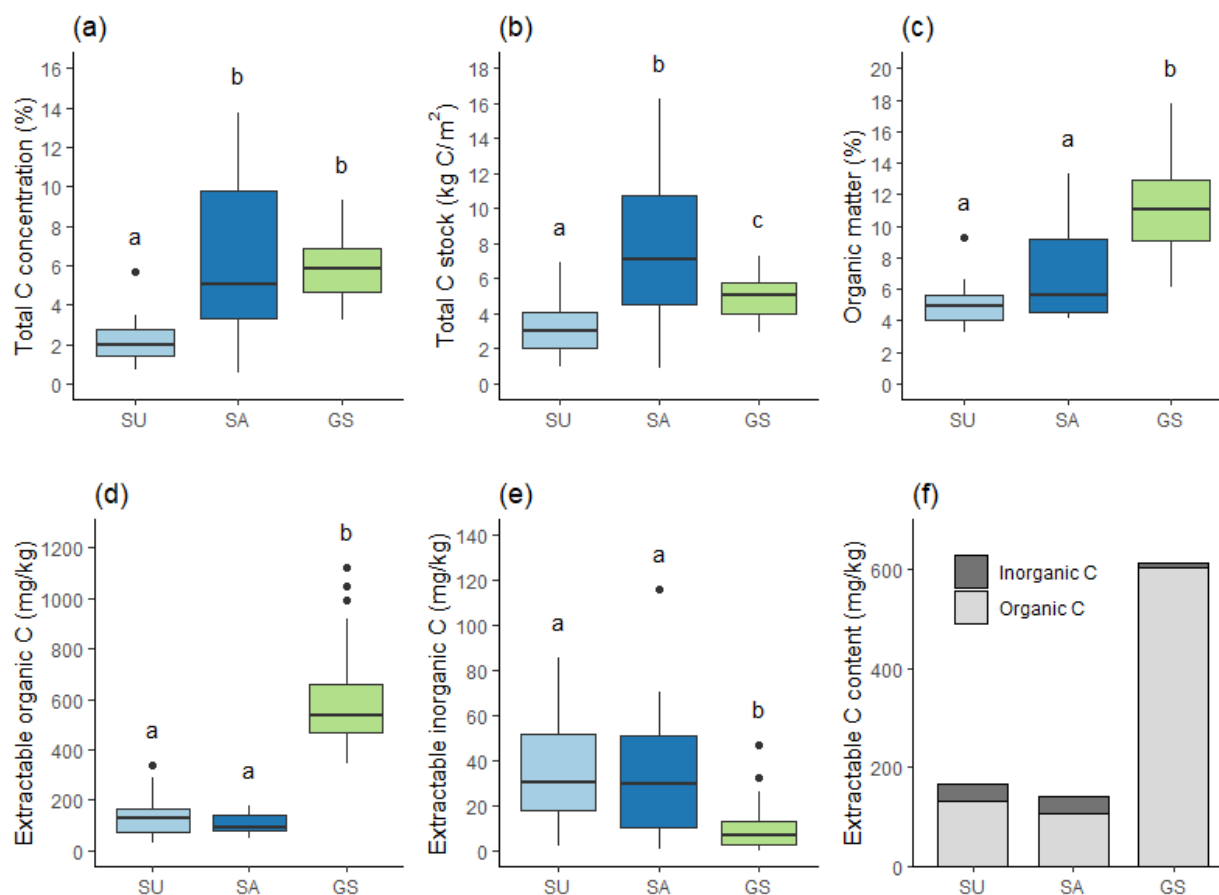 (a)
Total C concentration (%)
16
14
12
10
8
6
4
2
0
a
b
b
SU SA GS
(b)
Total C stock (kg C/m²)
18
16
14
12
10
8
6
4
2
0
a
b
c
SU SA GS
(c)
Organic matter (%)
20
18
16
14
12
10
8
6
4
2
0
a
a
b
SU SA GS
(d)
Extractable organic C (mg/kg)
1200
1000
800
600
400
200
0
a
a
b
SU SA GS
(e)
Extractable inorganic C (mg/kg)
140
120
100
80
60
40
20
0
a
a
b
SU SA GS
(f)
Extractable C content (mg/kg)
600
400
200
0
Inorganic C
Organic C
SU SA GS